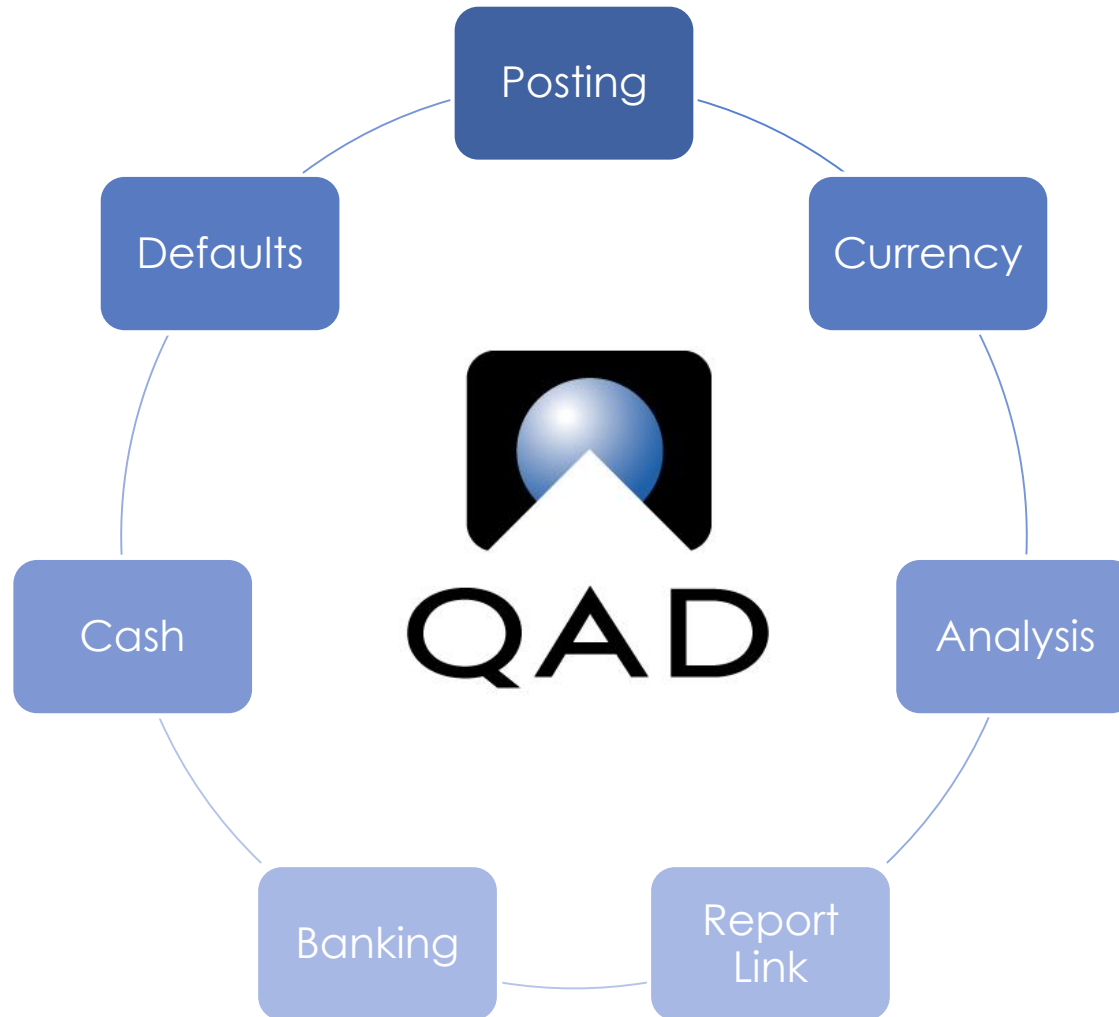 Posting
Defaults
Currency
QAD
Cash
Analysis
Banking
Report
Link